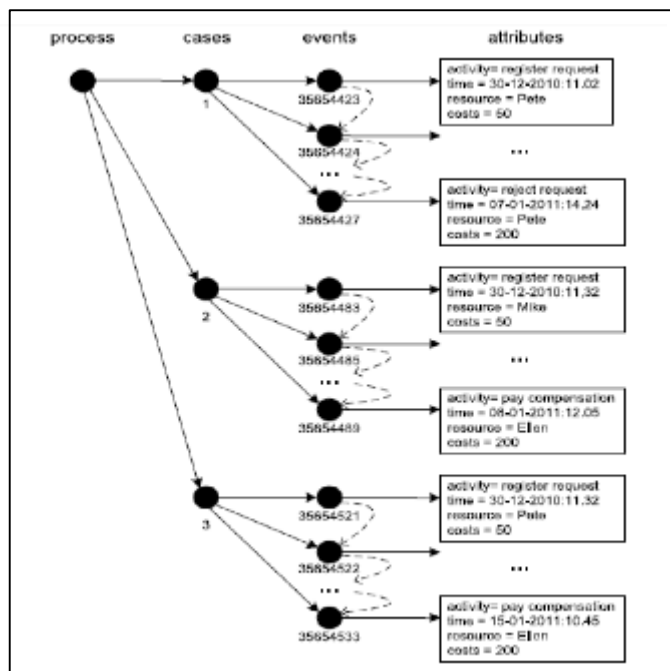 process cases events attributes
activity= register request
time = 30-12-2010:11.02
resource = Pete
costs = 50
1
35654423
35654424
...
...
35654427
activity= reject request
time = 07-01-2011:14.24
resource = Pete
costs = 200
activity= register request
time = 30-12-2010:11.32
resource = Mike
costs = 50
2
35654483
35654485
...
...
35654489
activity= pay compensation
time = 08-01-2011:12.05
resource = Ellen
costs = 200
activity= register request
time = 30-12-2010:11.32
resource = Pete
costs = 50
3
35654521
35654522
...
...
35654533
activity= pay compensation
time = 15-01-2011:10.45
resource = Ellen
costs = 200